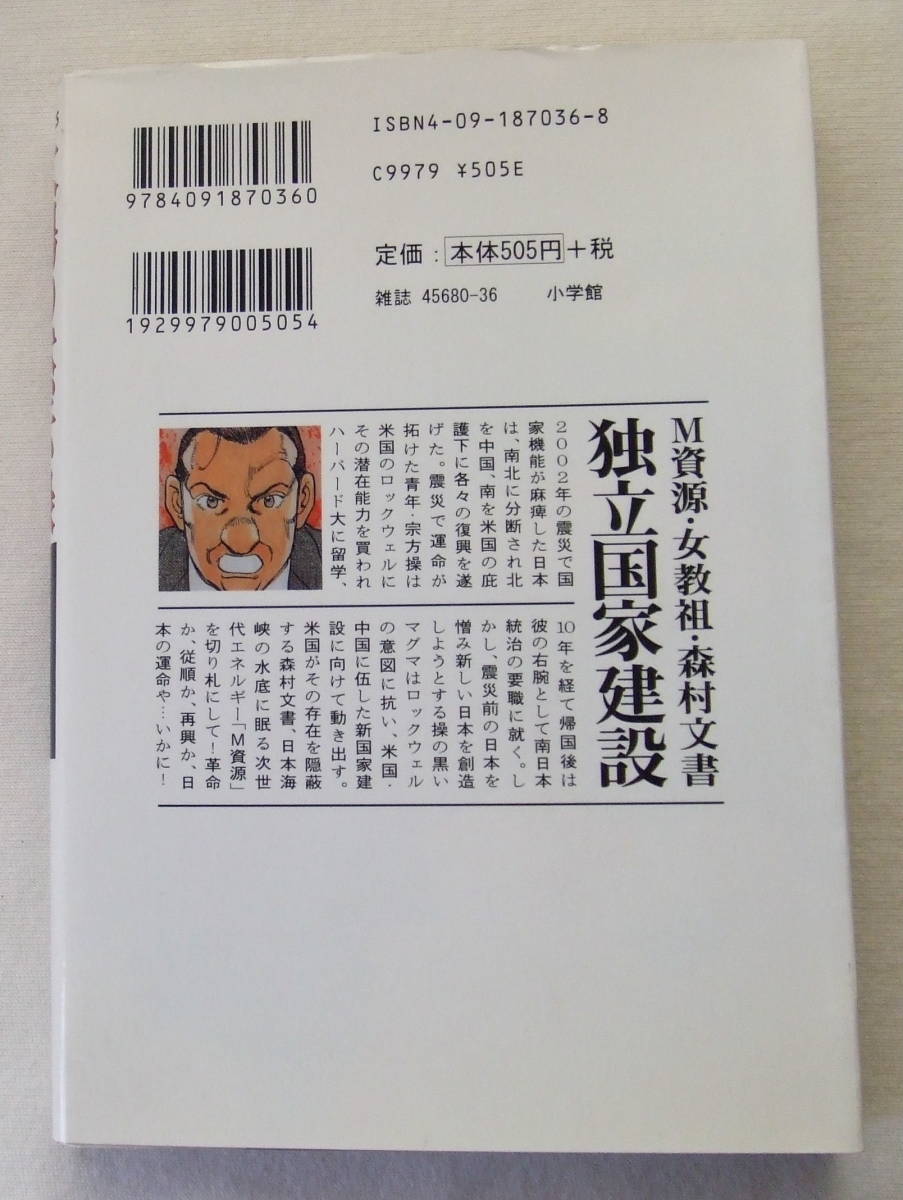 ISBN4-09-187036-8
C9979 ¥505E
9784091870360
定価:本体505円+税
雑誌 45680-36 小学館
1929979005054
M資源・女教祖・森村文書
独立国家建設
2002年の震災で国
家機能が麻痺した日本
は、南北に分断され北
を中国、南を米国の庇
護下に各々の復興を遂
げた。震災で運命が
拓けた青年・宗方操は
米国のロックウェルに
その潜在能力を買われ
ハーバード大に留学、
10年を経て帰国後は
彼の右腕として南日本
統治の要職に就く。し
かし、震災前の日本を
憎み新しい日本を創造
しようとする操の黒い
マグマはロックウェル
の意図に抗い、米国・
中国に伍した新国家建
設に向けて動き出す。
米国がその存在を隠蔽
する森村文書、日本海
峡の水底に眠る次世
代エネルギー「M資源」
を切り札にして!革命
か、従順か、再興か、日
本の運命や…いかに!